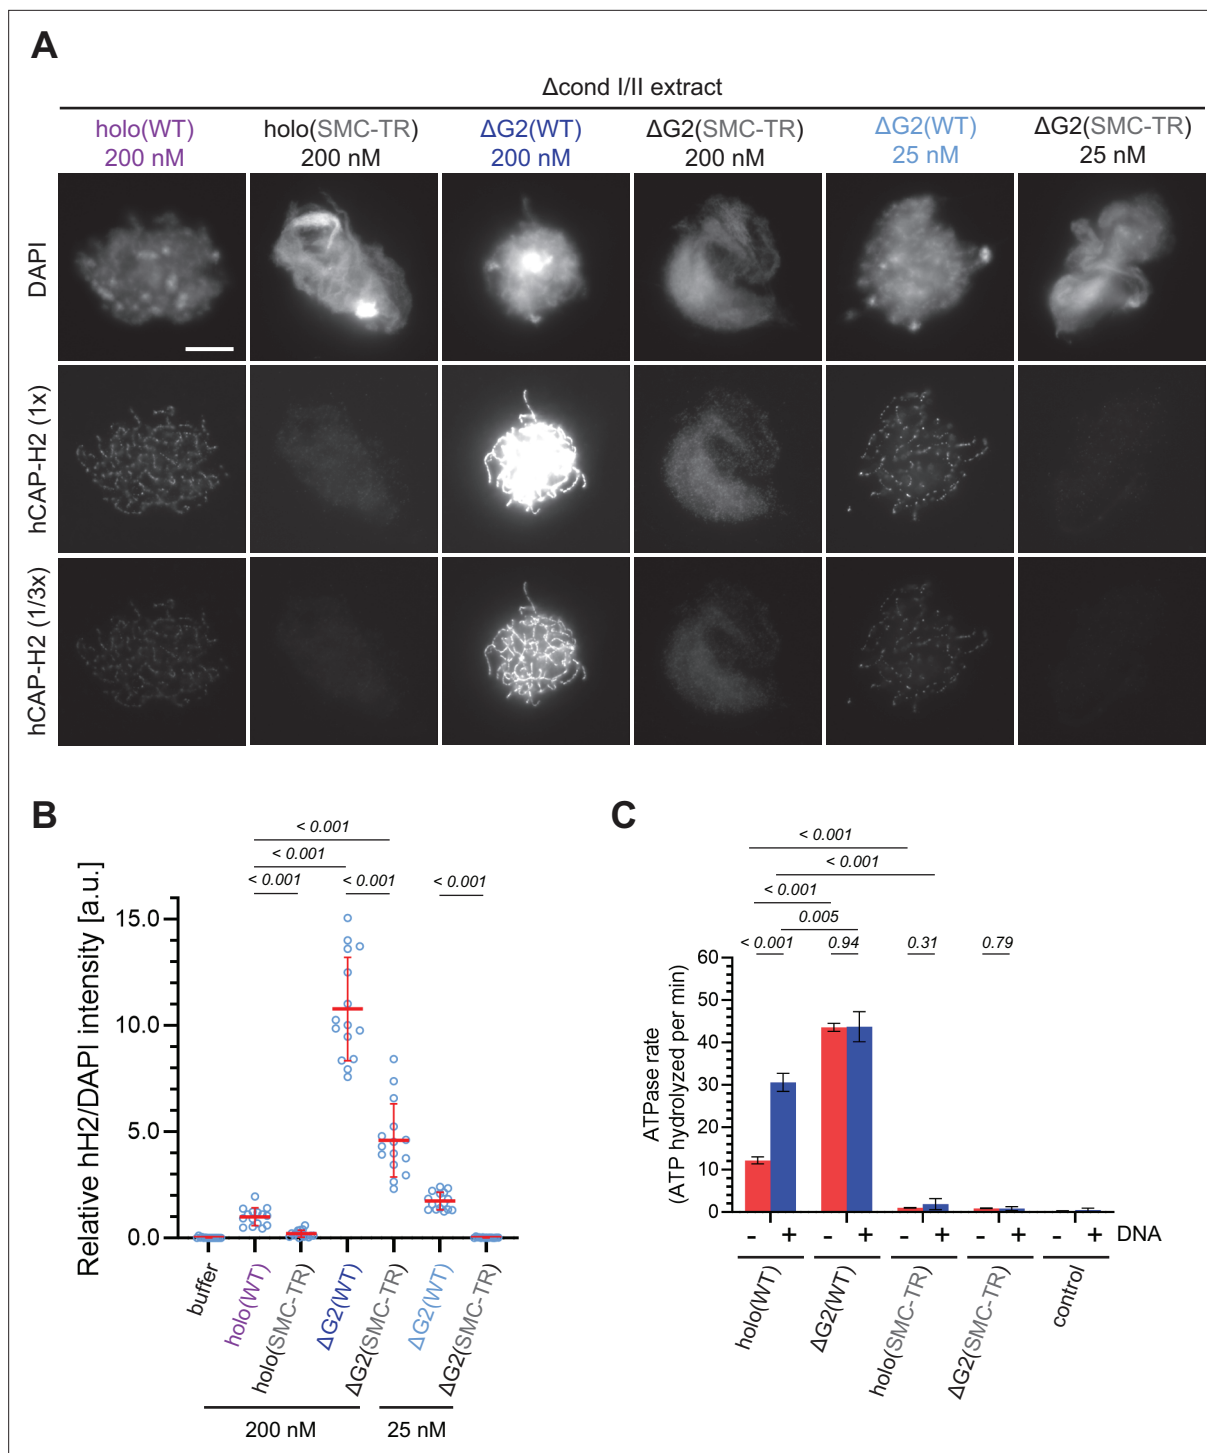 A
Δcond I/II extract
holo(WT) holo(SMC-TR) ΔG2(WT) ΔG2(SMC-TR) ΔG2(WT) ΔG2(SMC-TR)
200 nM 200 nM 200 nM 200 nM 25 nM 25 nM
DAPI
hCAP-H2 (1x)
hCAP-H2 (1/3x)
B
< 0.001
< 0.001
< 0.001 < 0.001 < 0.001
Relative hH2/DAPI intensity [a.u.]
15.0
10.0
5.0
0.0
buffer
holo(WT)
holo(SMC-TR)
ΔG2(WT)
ΔG2(SMC-TR)
ΔG2(WT)
ΔG2(SMC-TR)
200 nM 25 nM
C
< 0.001
< 0.001
< 0.001
0.005
< 0.001 0.94 0.31 0.79
ATPase rate
(ATP hydrolyzed per min)
60
50
40
30
20
10
0
- + - + - + - + - + DNA
holo(WT)
ΔG2(WT)
holo(SMC-TR)
ΔG2(SMC-TR)
control